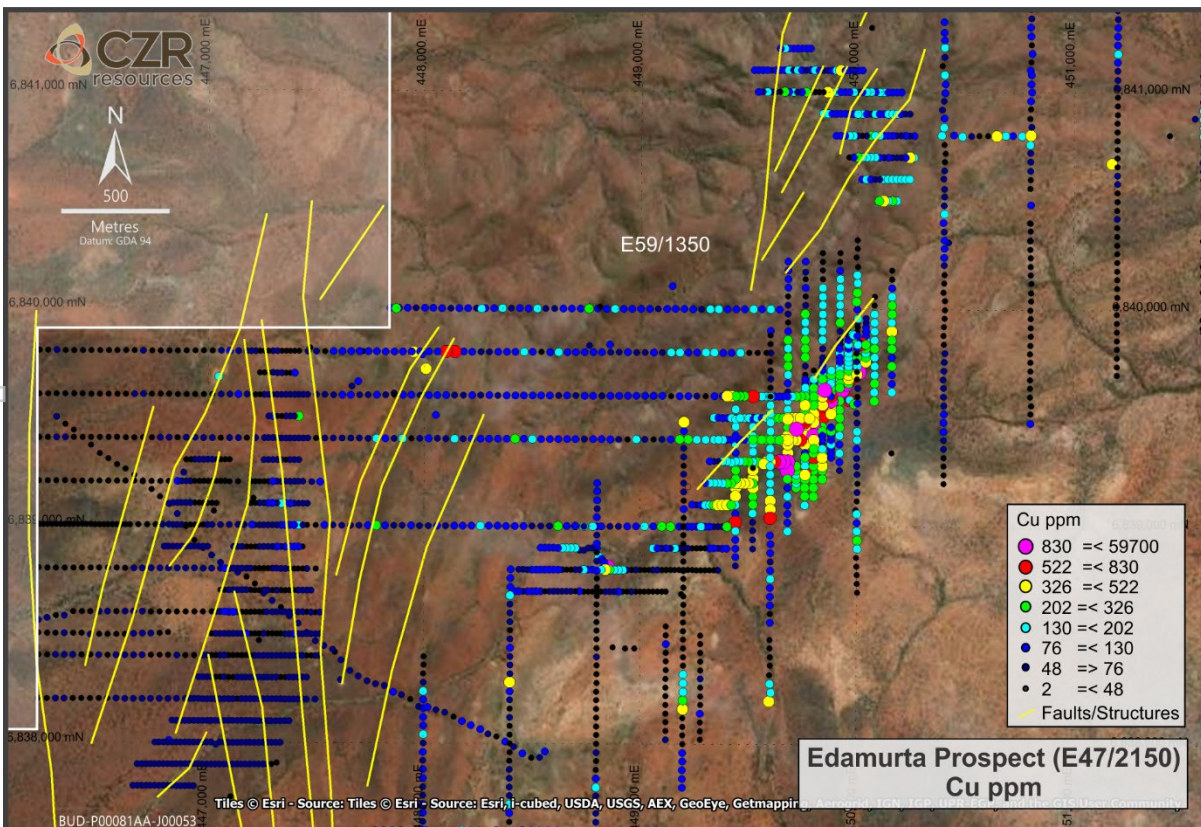 CZR
resources
447,000 mE
448,000 mE
449,000 mE
451,000 mE
6,841,000 mN
6,841,000 mN
N
500
Metres
Datum: GDA 94
E59/1350
6,840,000 mN
6,840,000 mN
6,839,000 mN
6,839,000 mN
6,838,000 mN
Cu ppm
830 =< 59700
522 =< 830
326 =< 522
202 =< 326
130 =< 202
76 =< 130
48 => 76
2 =< 48
Faults/Structures
Edamurta Prospect (E47/2150)
Cu ppm
447,000 mE
449,000 mE
Tiles © Esri - Source: Tiles © Esri - Source: Esri, i-cubed, USDA, USGS, AEX, GeoEye, Getmapping, Aerogrid, IGN, IGP, UPR-EGP, and the GIS User Community
BUD-P00081AA-J00053